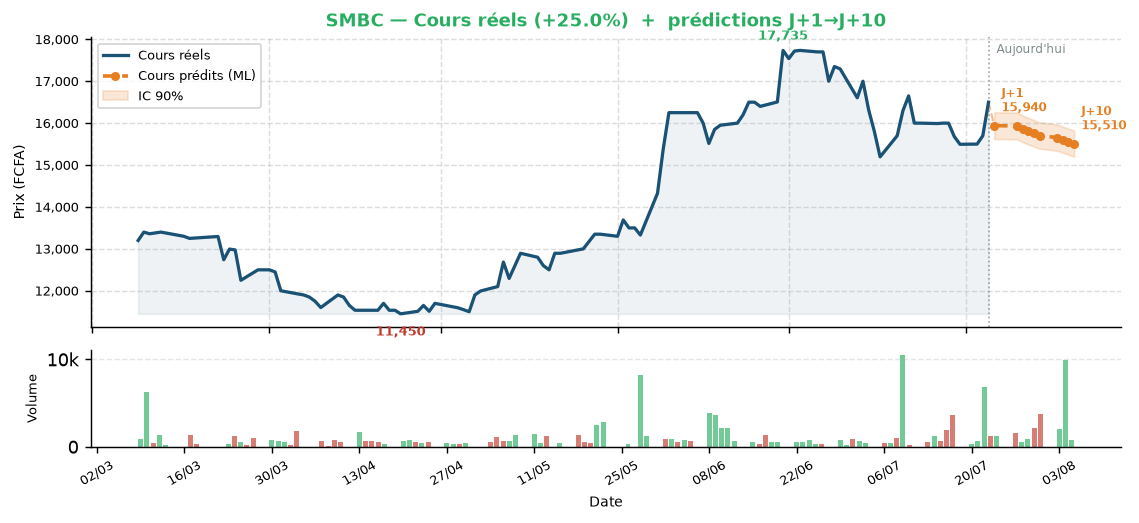 SMBC — Cours réels (+25.0%)  +  prédictions J+1→J+10
17,735
18,000
17,000
16,000
15,000
14,000
13,000
12,000
Prix (FCFA)
Cours réels
Cours prédits (ML)
IC 90%
Aujourd'hui
J+1
15,940
J+10
15,510
11,450
10k
0
Volume
02/03
16/03
30/03
13/04
27/04
11/05
25/05
08/06
22/06
06/07
20/07
03/08
Date